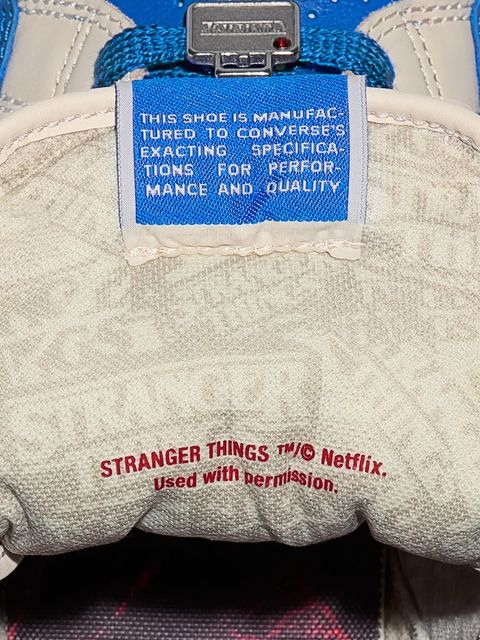 THIS SHOE IS MANUFAC-
TURED TO CONVERSE'S
EXACTING SPECIFICA-
TIONS FOR PERFOR-
MANCE AND QUALITY
STRANGER THINGS ™/© Netflix.
Used with permission.